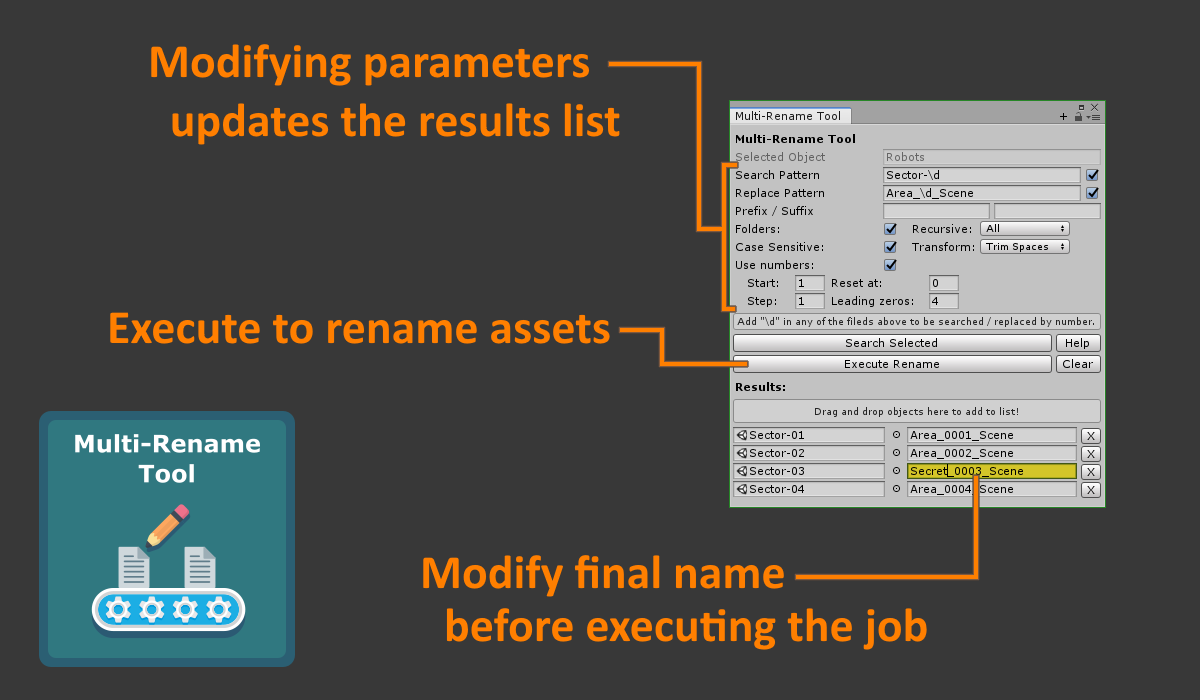 Modifying parameters
updates the results list
Multi-Rename Tool
Multi-Rename Tool
Selected Object Robots
Search Pattern Sector-\d
Replace Pattern Area_\d_Scene
Prefix / Suffix
Folders: Recursive: All
Case Sensitive: Transform: Trim Spaces
Use numbers:
Start: 1 Reset at: 0
Step: 1 Leading zeros: 4
Add "\d" in any of the fileds above to be searched / replaced by number.
Search Selected Help
Execute Rename Clear
Results:
Drag and drop objects here to add to list!
Sector-01 Area_0001_Scene X
Sector-02 Area_0002_Scene X
Sector-03 Secret_0003_Scene X
Sector-04 Area_0004_Scene X
Execute to rename assets
Multi-Rename
Tool
Modify final name
before executing the job